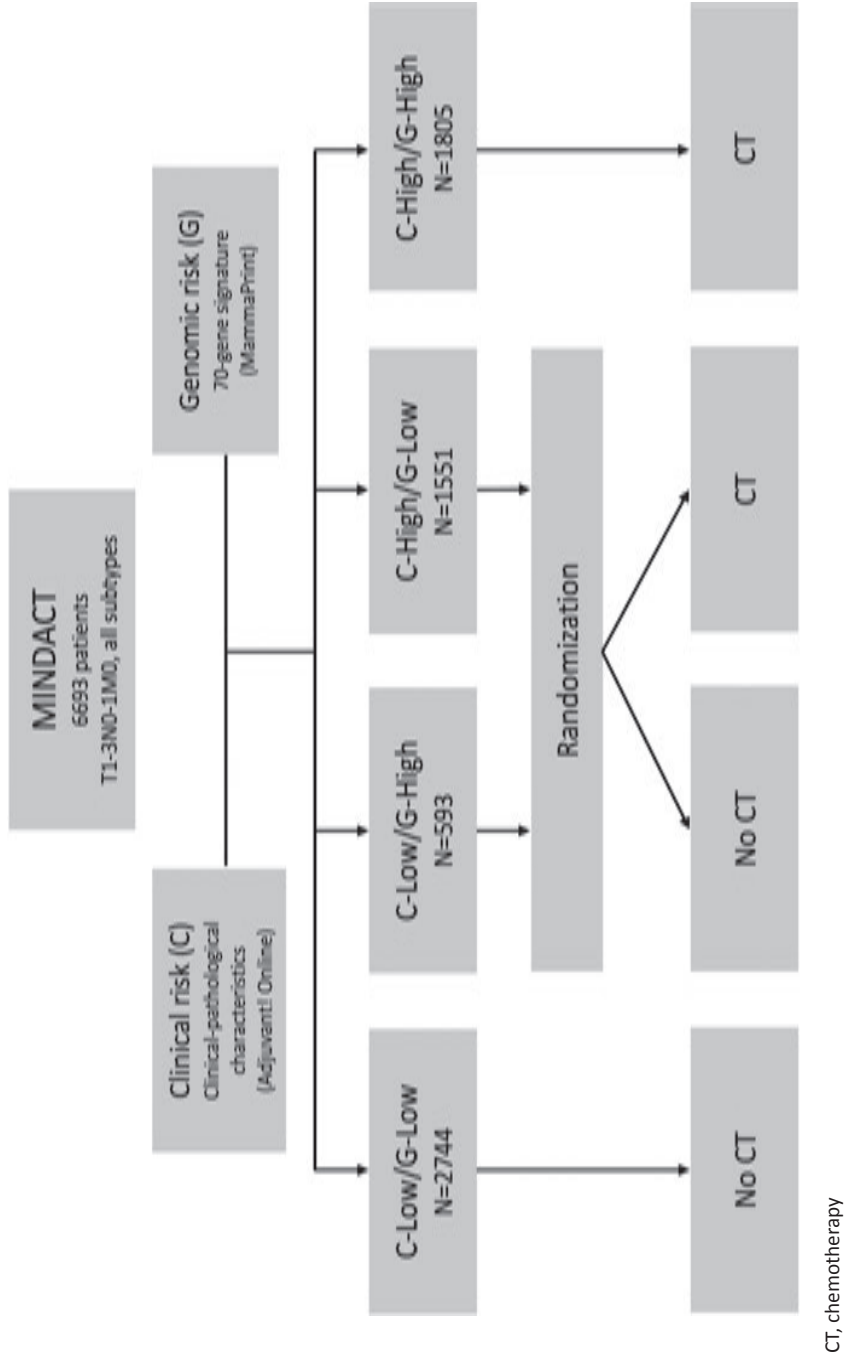 MINDACT
6693 patients
T1-3N0-1M0, all subtypes
Clinical risk (C)
Clinical-pathological
characteristics
(Adjuvant! Online)
Genomic risk (G)
70-gene signature
(MammaPrint)
C-Low/G-Low
N=2744
C-Low/G-High
N=593
C-High/G-Low
N=1551
C-High/G-High
N=1805
Randomization
No CT
No CT
CT
CT
CT, chemotherapy